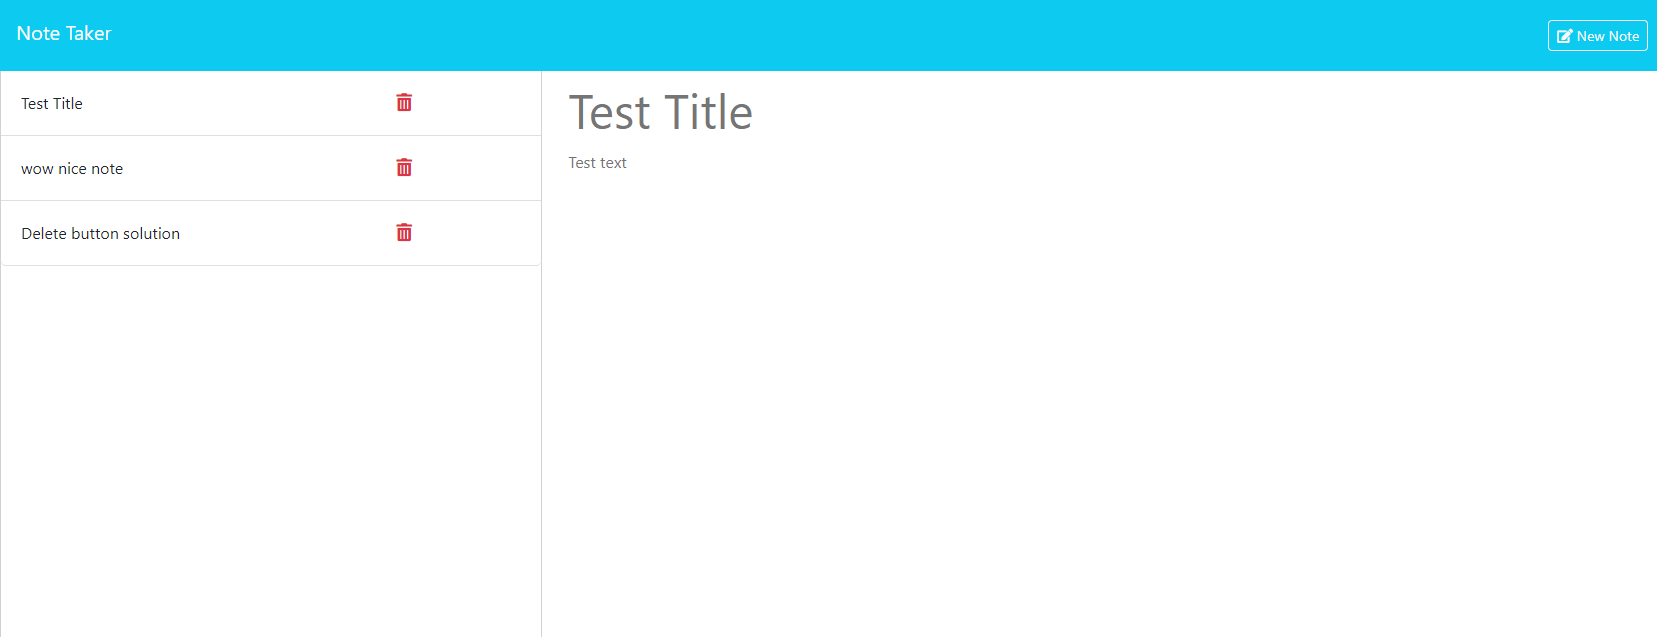 Note Taker
New Note
Test Title
wow nice note
Delete button solution
Test Title
Test text